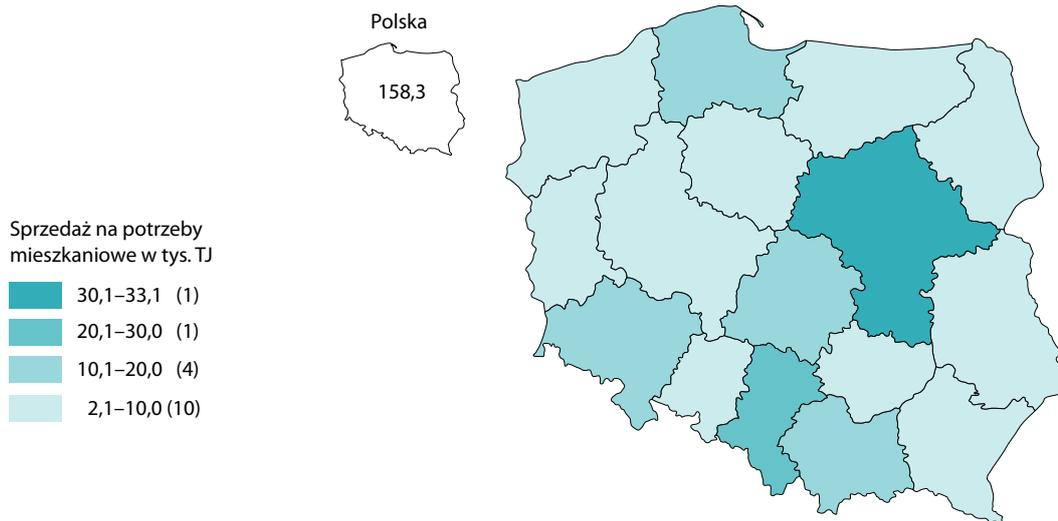 Polska
158,3
Sprzedaż na potrzeby
mieszkaniowe w tys. TJ
30,1–33,1 (1)
20,1–30,0 (1)
10,1–20,0 (4)
2,1–10,0 (10)